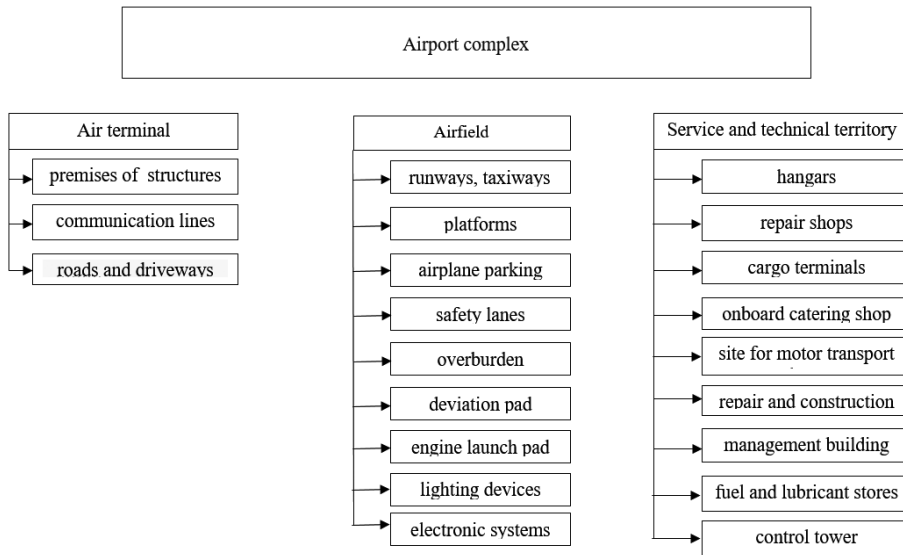 Airport complex
Air terminal
premises of structures
communication lines
roads and driveways
Airfield
runways, taxiways
platforms
airplane parking
safety lanes
overburden
deviation pad
engine launch pad
lighting devices
electronic systems
Service and technical territory
hangars
repair shops
cargo terminals
onboard catering shop
site for motor transport
repair and construction
management building
fuel and lubricant stores
control tower